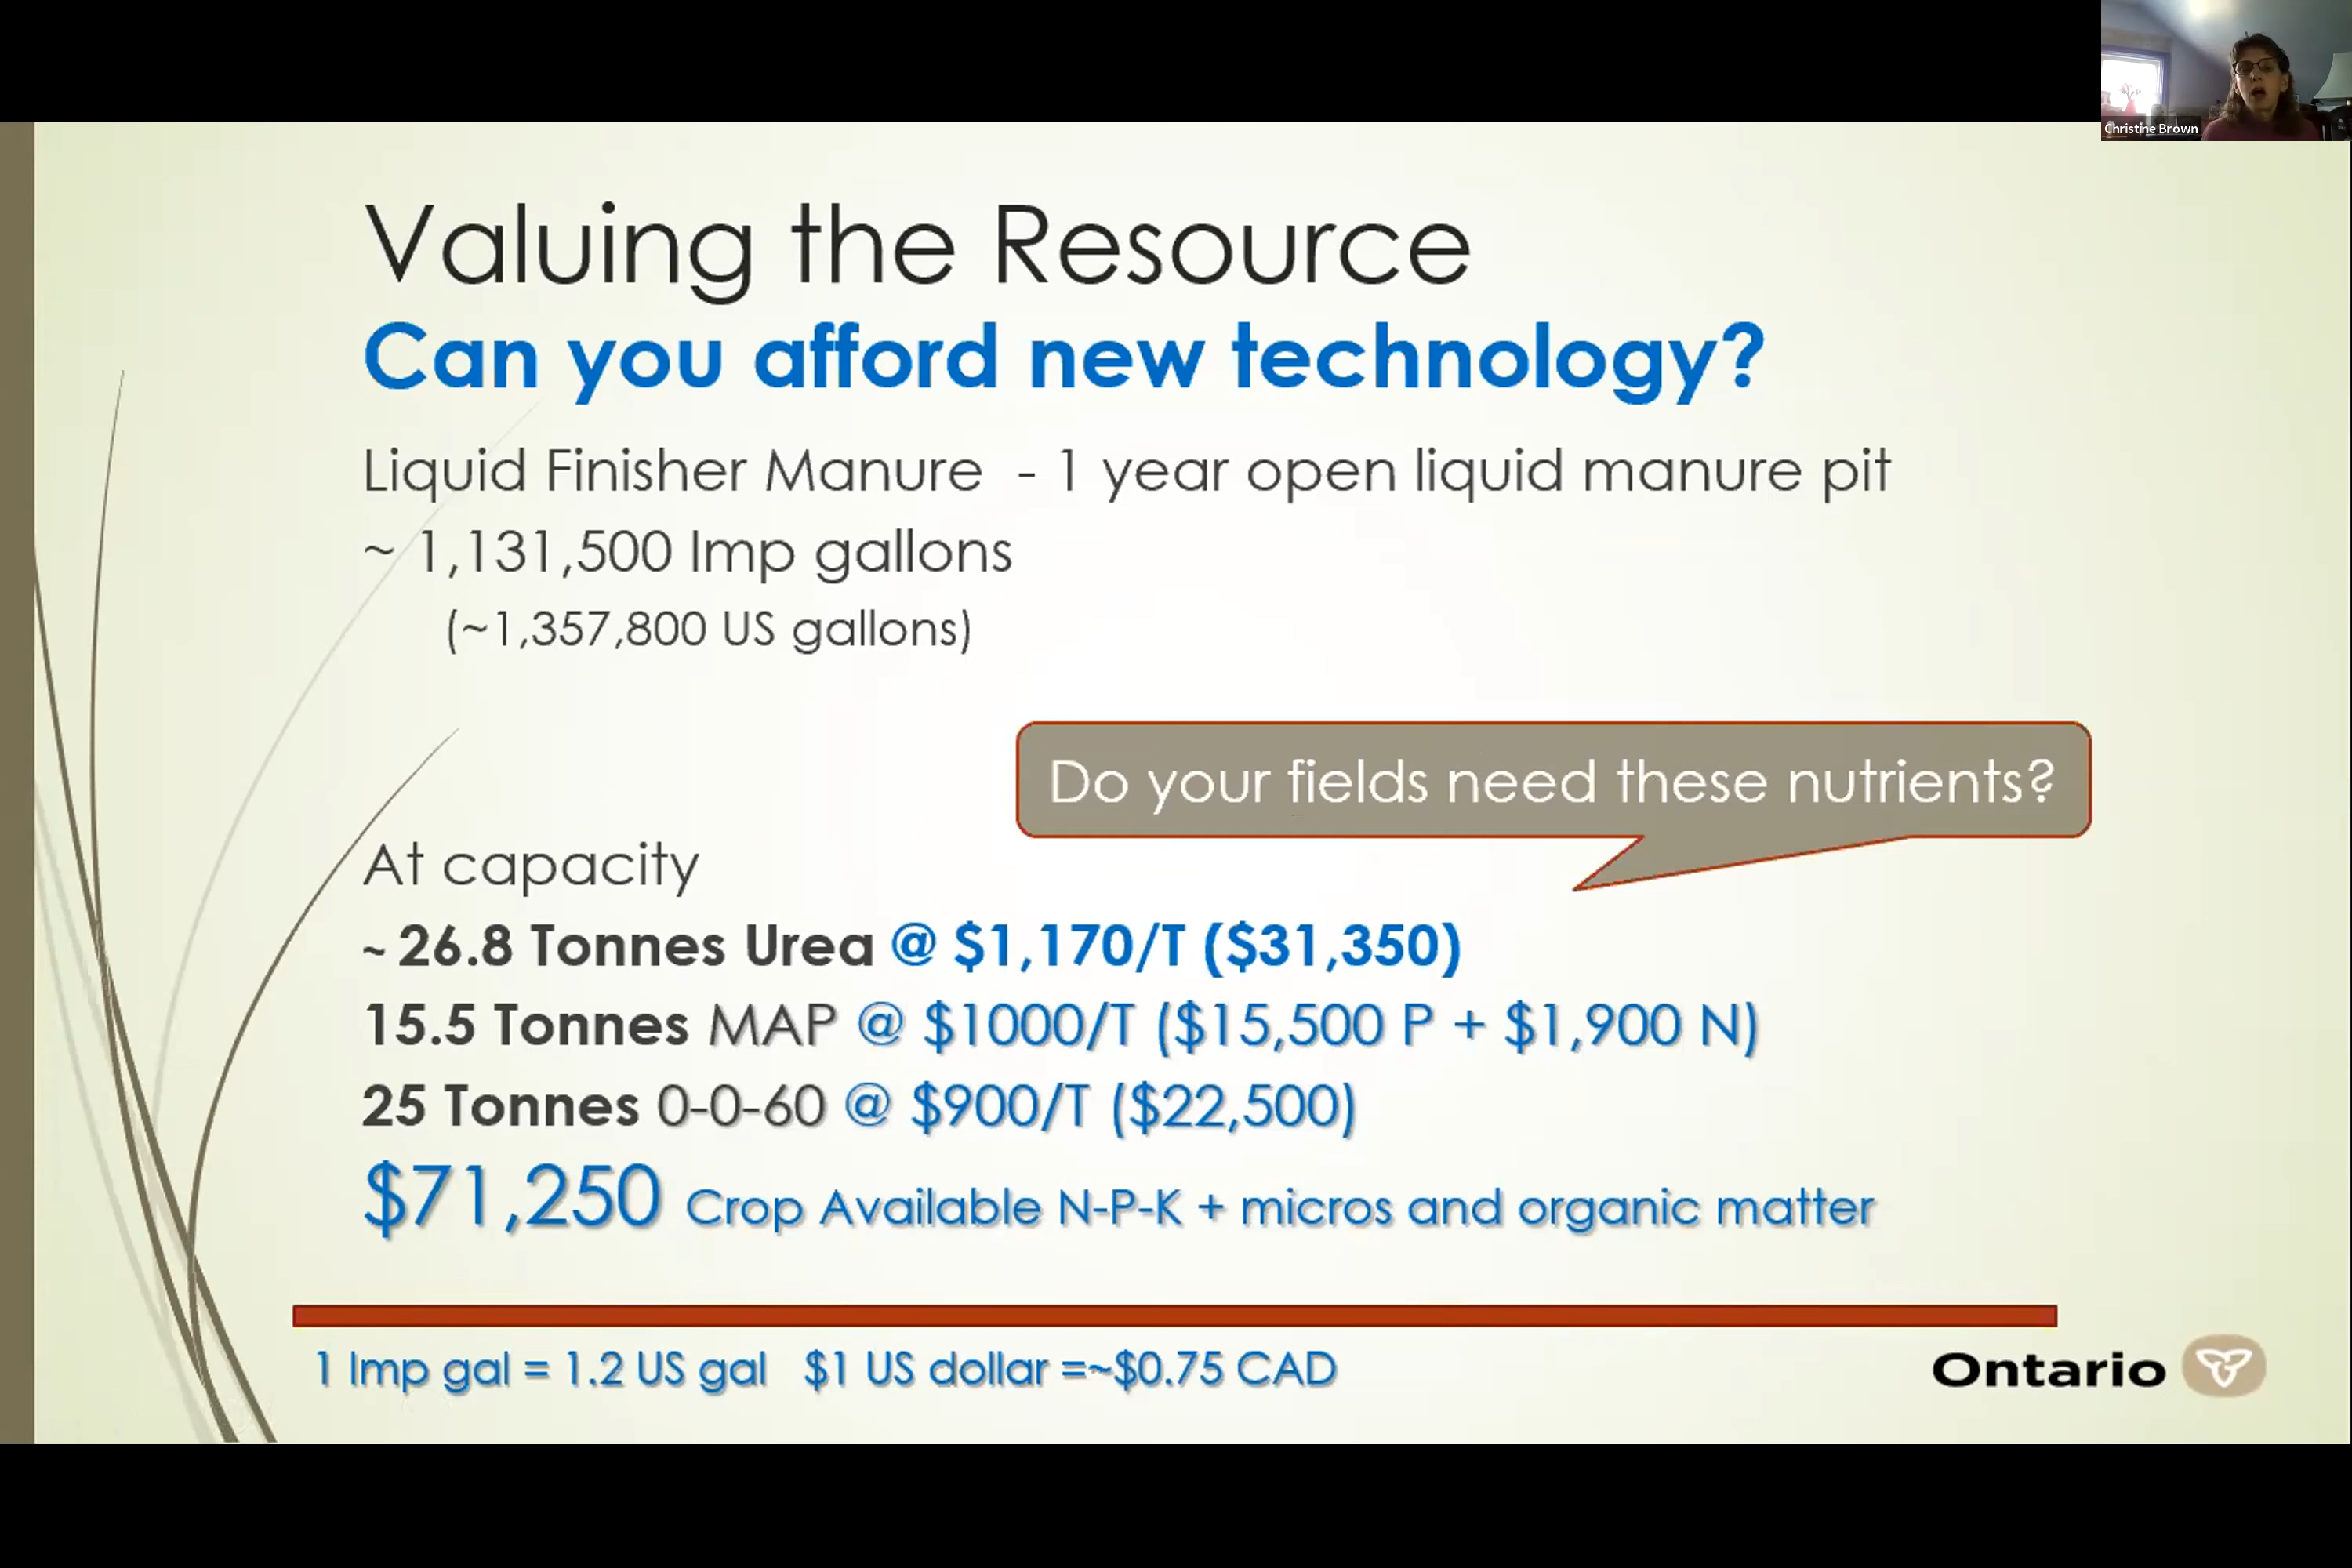 Christine Brown
Valuing the Resource
Can you afford new technology?
Liquid Finisher Manure - 1 year open liquid manure pit
~ 1,131,500 Imp gallons
(~1,357,800 US gallons)
Do your fields need these nutrients?
At capacity
~ 26.8 Tonnes Urea @ $1,170/T ($31,350)
15.5 Tonnes MAP @ $1000/T ($15,500 P + $1,900 N)
25 Tonnes 0-0-60 @ $900/T ($22,500)
$71,250 Crop Available N-P-K + micros and organic matter
1 Imp gal = 1.2 US gal $1 US dollar =~$0.75 CAD
Ontario